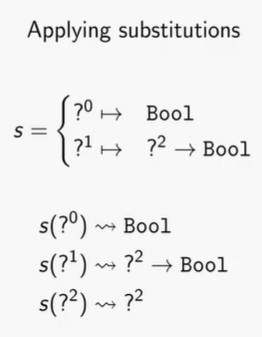 Applying substitutions
s = { ?⁰ ↦ Bool
?¹ ↦ ?² → Bool
s(?⁰) ⇝ Bool
s(?¹) ⇝ ?² → Bool
s(?²) ⇝ ?²